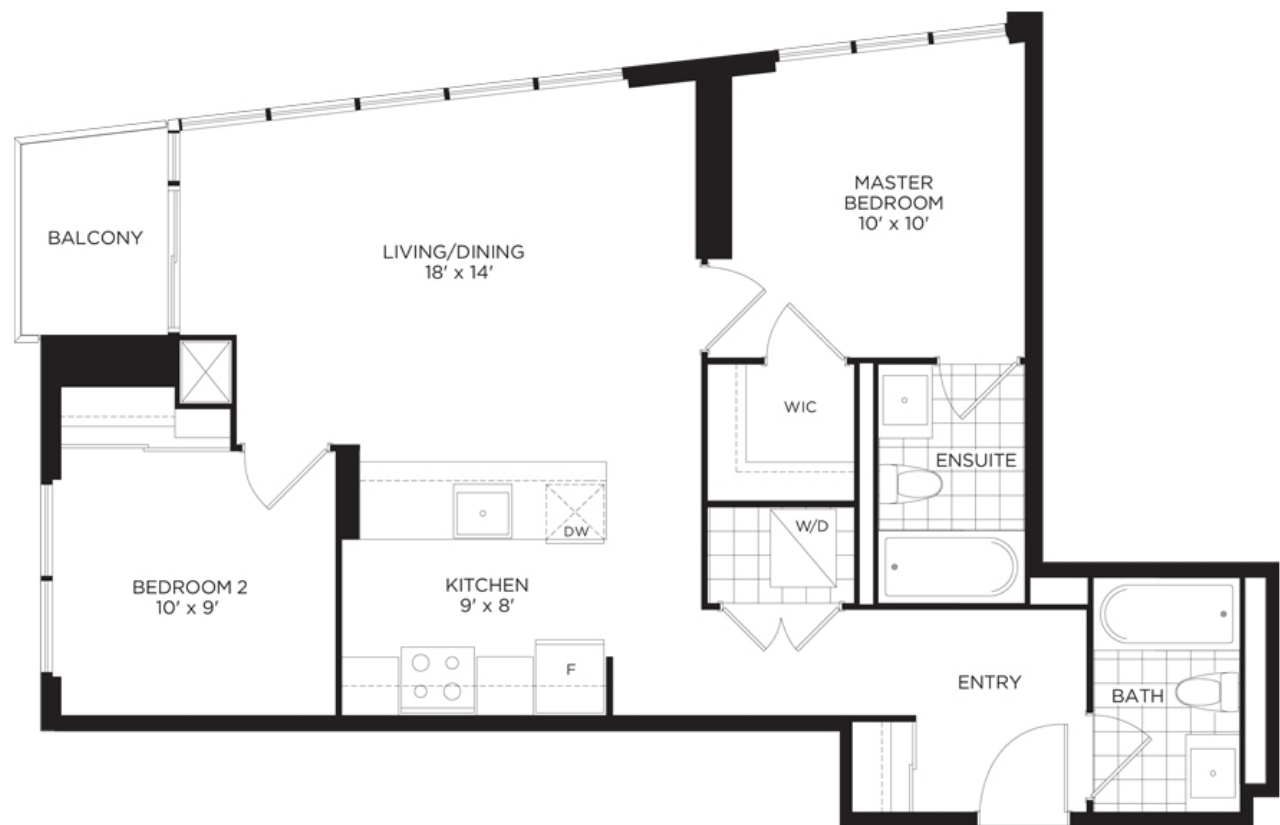 MASTER
BEDROOM
10' x 10'
BALCONY
LIVING/DINING
18' x 14'
WIC
ENSUITE
W/D
DW
BEDROOM 2
10' x 9'
KITCHEN
9' x 8'
F
ENTRY
BATH